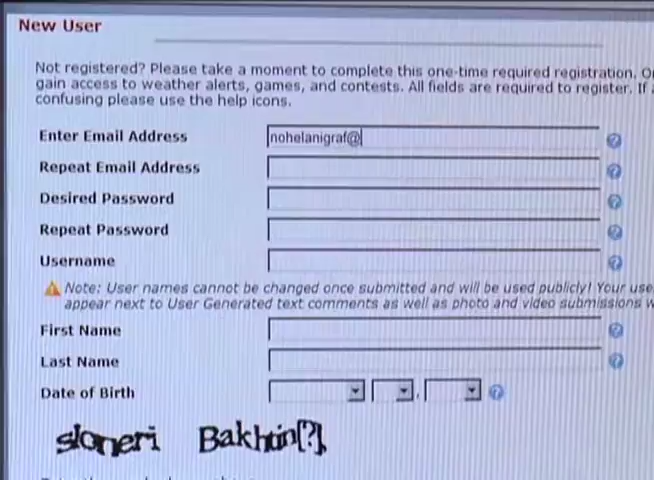 New User
Not registered? Please take a moment to complete this one-time required registration.
gain access to weather alerts, games, and contests. All fields are required to register. If
confusing please use the help icons.
Enter Email Address nohelanigraf@
Repeat Email Address
Desired Password
Repeat Password
Username
Note: User names cannot be changed once submitted and will be used publicly! Your
appear next to User Generated text comments as well as photo and video submissions
First Name
Last Name
Date of Birth
sloneri Bakhtin[?],